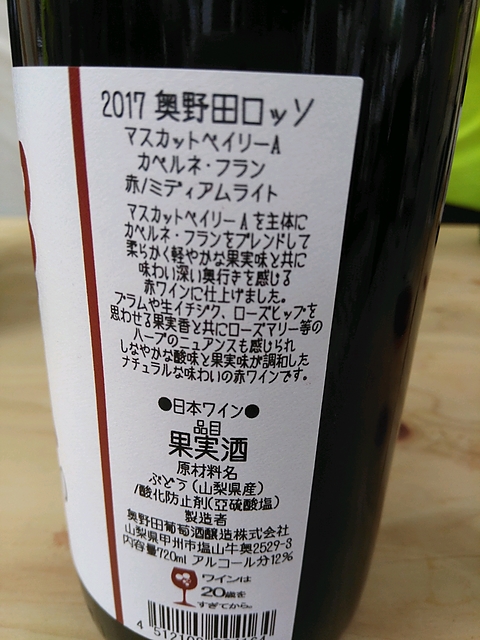 2017 奥野田ロッソ
マスカットベイリーA
カベルネ・フラン
赤/ミディアムライト
マスカットベイリーAを主体に
カベルネ・フランをブレンドして
柔らかく軽やかな果実味と共に
味わい深い奥行きを感じる
赤ワインに仕上げました。
プラムや生イチジク、ローズヒップを
思わせる果実香と共にローズマリー等の
ハーブのニュアンスも感じられ
しなやかな酸味と果実味が調和した
ナチュラルな味わいの赤ワインです。
●日本ワイン●
品目
果実酒
原材料名
ぶどう(山梨県産)
/酸化防止剤(亞硫酸塩)
製造者
奥野田葡萄酒醸造株式会社
山梨県甲州市塩山牛奥2529-3
内容量720ml アルコール分12%
ワインは
20歳を
すぎてから。